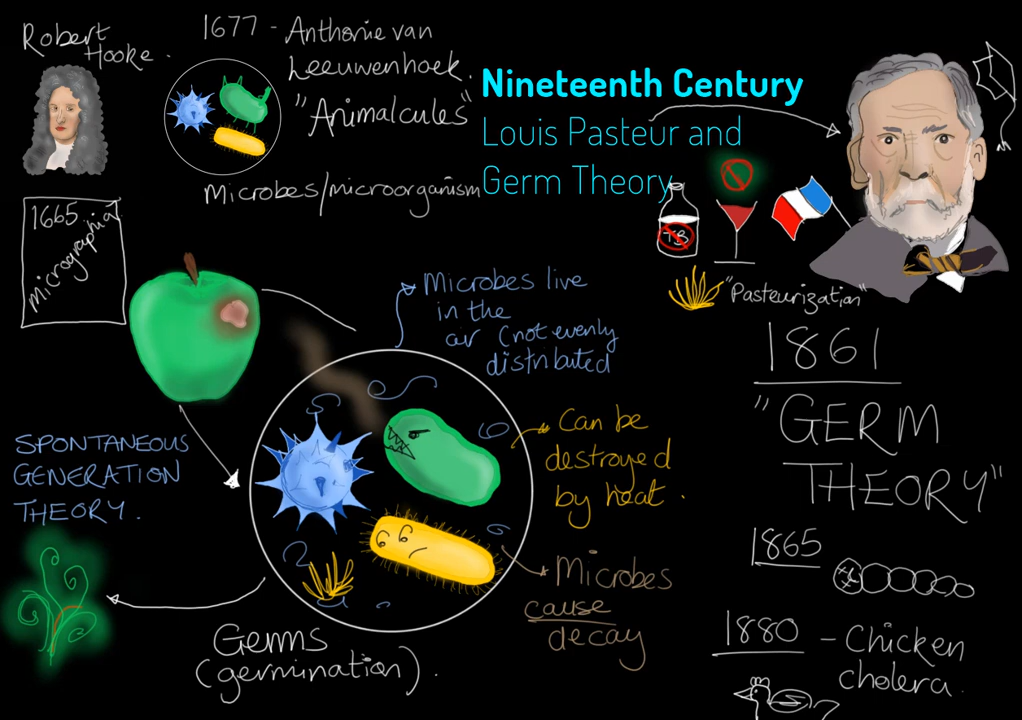 Robert
Hooke.
1677 - Anthonie van
Leeuwenhoek.
"Animalcules"
Microbes/microorganism
Nineteenth Century
Louis Pasteur and
Germ Theory
1665
micrographia
TB
"Pasteurization"
Microbes live
in the
air (not evenly
distributed
Can be
destroyed
by heat.
Microbes
cause
decay
SPONTANEOUS
GENERATION
THEORY.
Germs
(germination).
1861
"GERM
THEORY"
1865
1880 - Chicken
cholera.